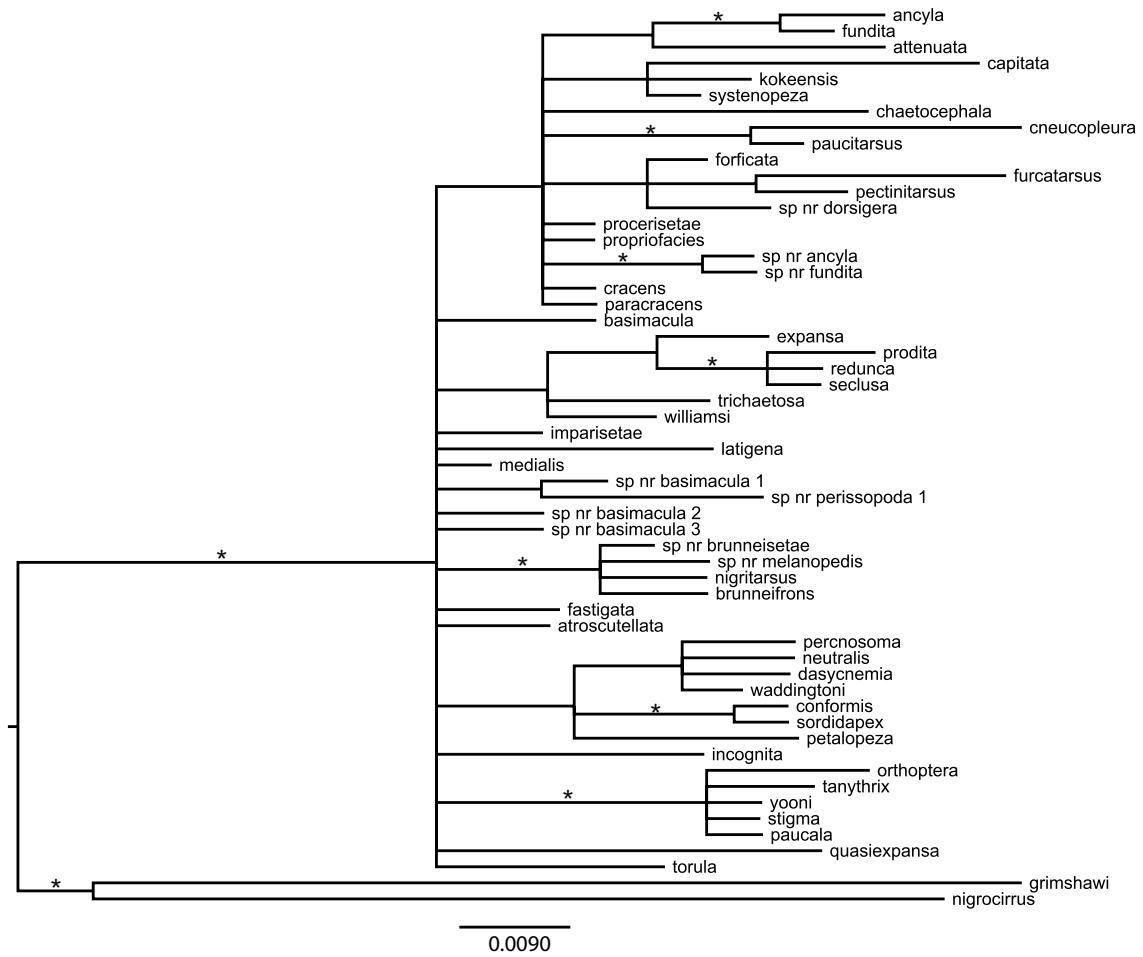 *
ancyla
fundita
attenuata
capitata
kokeensis
systenopeza
chaetocephala
cneucopleura
*
paucitarsus
forficata
furcatarsus
pectinitarsus
sp nr dorsigera
procerisetae
propriofacies
*
sp nr ancyla
sp nr fundita
cracens
paracracens
basimacula
expansa
prodita
*
redunca
seclusa
trichaetosa
williamsi
imparisetae
latigena
medialis
sp nr basimacula 1
sp nr perissopoda 1
sp nr basimacula 2
sp nr basimacula 3
sp nr brunneisetae
*
*
sp nr melanopedis
nigritarsus
brunneifrons
fastigata
atroscutellata
percnosoma
neutralis
dasycnemia
waddingtoni
*
conformis
sordidapex
petalopeza
incognita
orthoptera
tanythrix
*
yooni
stigma
paucala
quasiexpansa
torula
*
grimshawi
nigrocirrus
0.0090